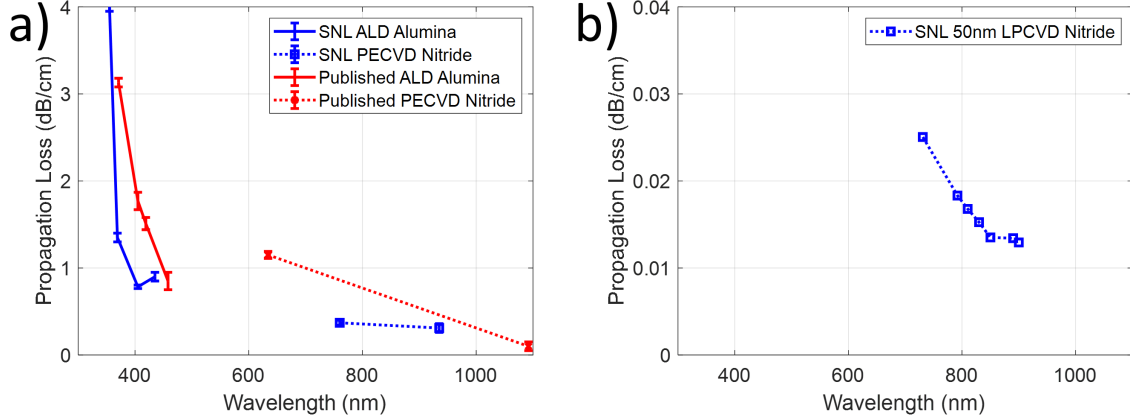 a)
4
3
2
1
0
Propagation Loss (dB/cm)
SNL ALD Alumina
SNL PECVD Nitride
Published ALD Alumina
Published PECVD Nitride
400 600 800 1000
Wavelength (nm)
b)
0.04
0.03
0.02
0.01
0
Propagation Loss (dB/cm)
SNL 50nm LPCVD Nitride
400 600 800 1000
Wavelength (nm)